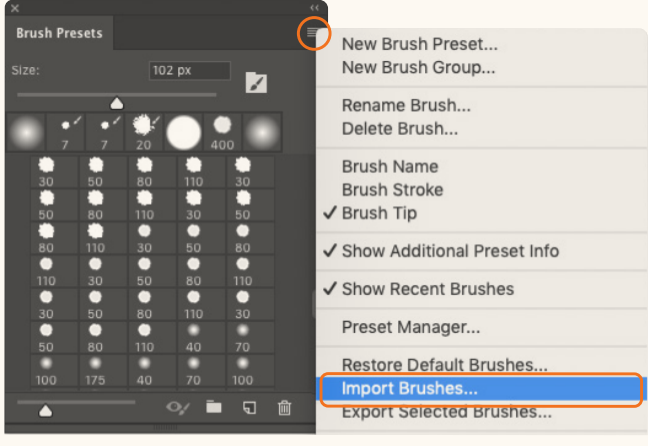 Brush Presets
Size: 102 px
7 7 20 400
30 50 80 110 30
50 80 110 30 50
80 110 30 50 80
110 30 50 80 110
30 50 80 110 30
50 80 110 40 70
100 175 40 70 100
New Brush Preset...
New Brush Group...
Rename Brush...
Delete Brush...
Brush Name
Brush Stroke
✓ Brush Tip
✓ Show Additional Preset Info
✓ Show Recent Brushes
Preset Manager...
Restore Default Brushes...
Import Brushes...
Export Selected Brushes...